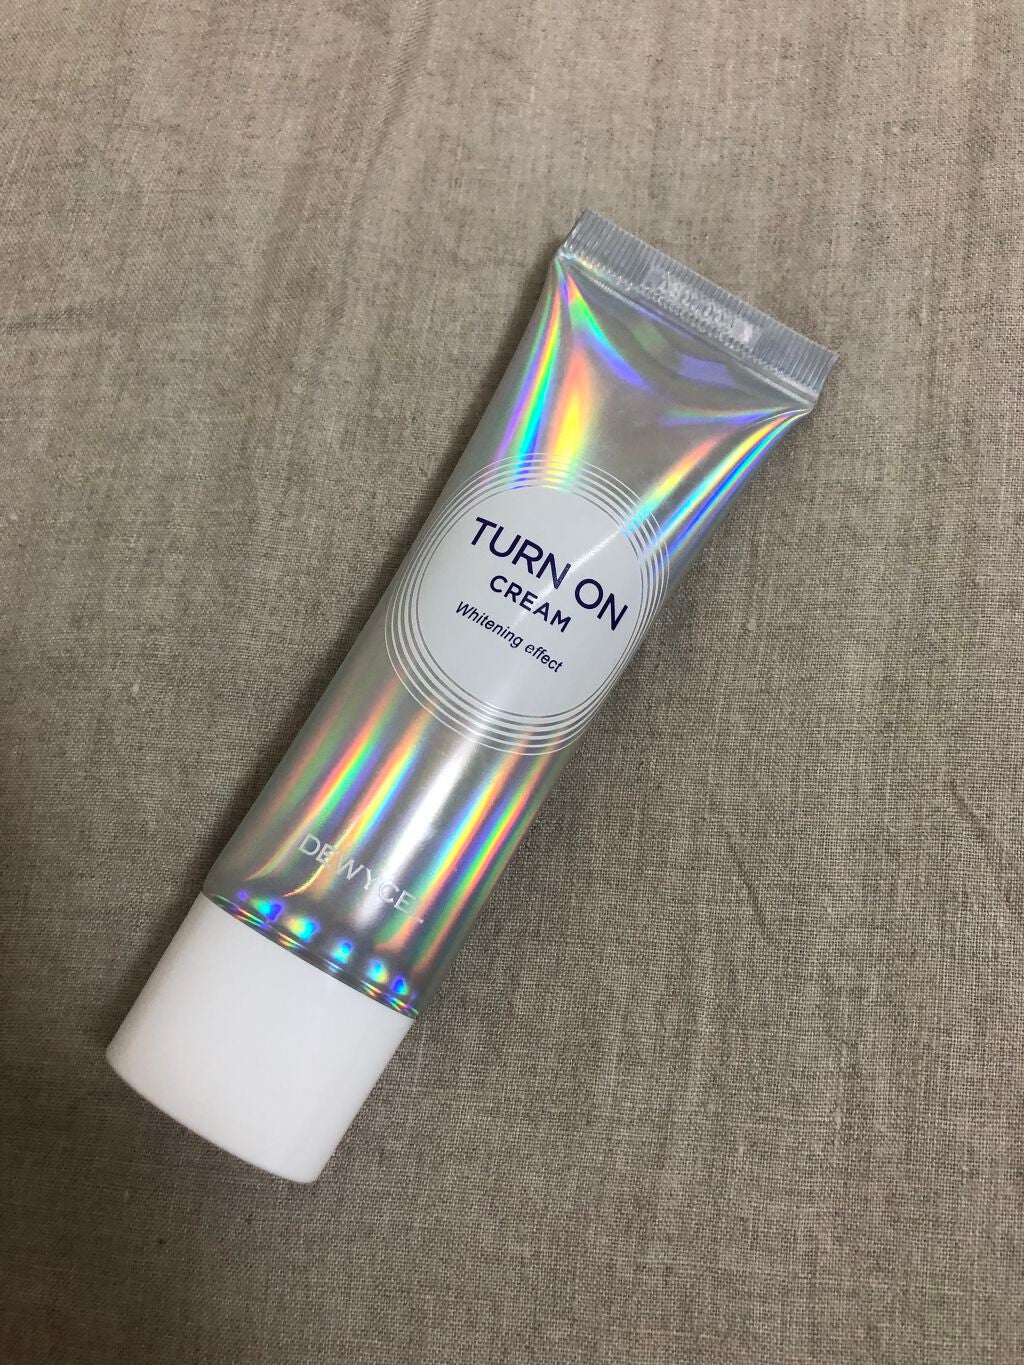 TURN ON
CREAM
Whitening effect
DEWYCEL